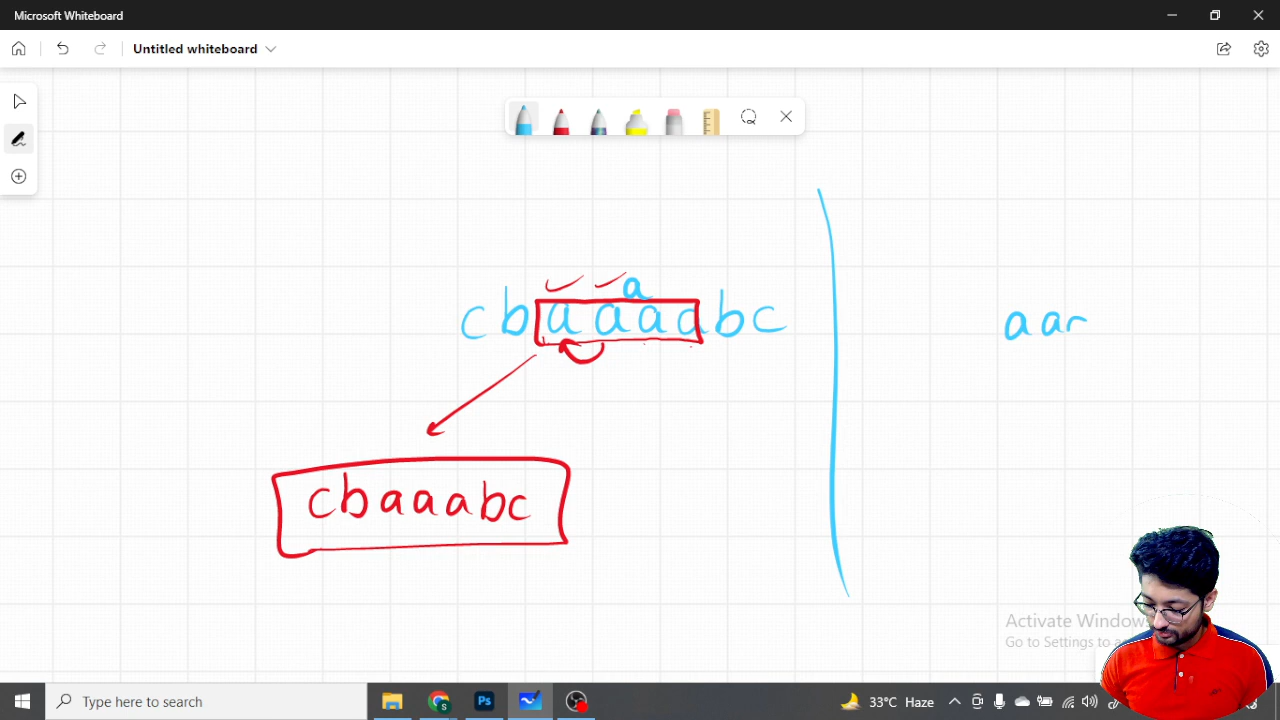 Microsoft Whiteboard
Untitled whiteboard
a
cbaaaabc
aar
cbaaabc
Activate Windows
Go to Settings to a
Type here to search
Ps
33°C Haze